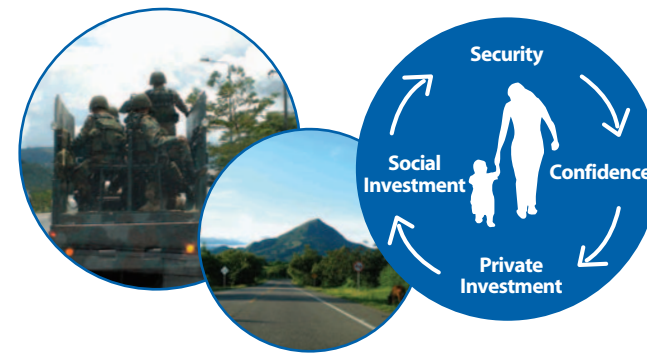 Security
Confidence
Private
Investment
Social
Investment